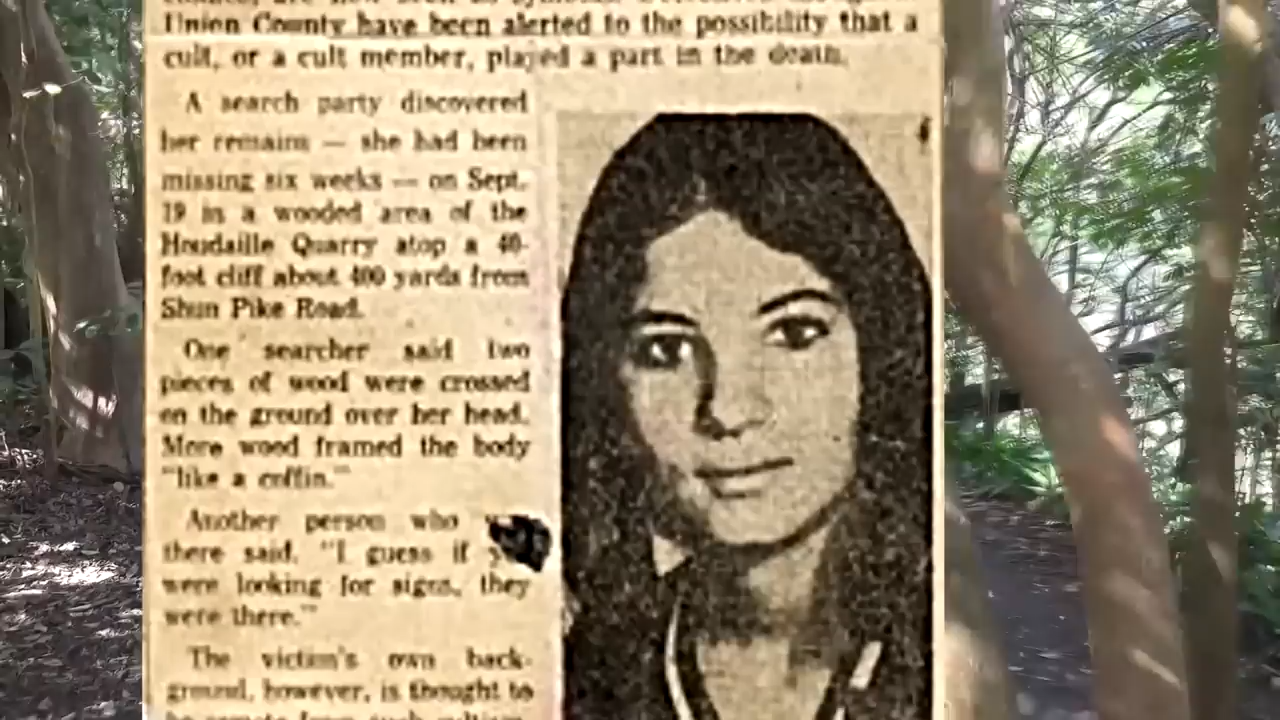 Union County have been alerted to the possibility that a
cult, or a cult member, played a part in the death.
A search party discovered
her remains — she had been
missing six weeks — on Sept.
19 in a wooded area of the
Houdaille Quarry atop a 40-
foot cliff about 400 yards from
Shun Pike Road.
One searcher said two
pieces of wood were crossed
on the ground over her head.
More wood framed the body
"like a coffin."
Another person who
there said, "I guess if
were looking for signs, they
were there."
The victim's own back-
ground, however, is thought to